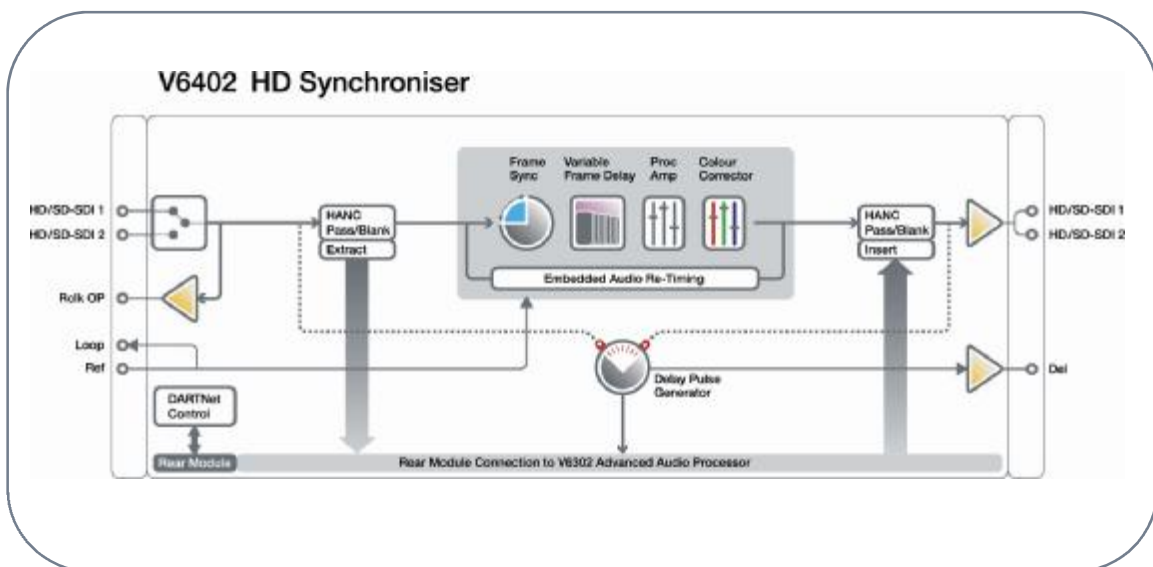 V6402 HD Synchroniser
Frame Sync
Variable Frame Delay
Proc Amp
Colour Corrector
HD/SD-SDI 1
HD/SD-SDI 2
HANC
Pass/Blank
Extract
HANC
Pass/Blank
Insert
HD/SD-SDI 1
HD/SD-SDI 2
Embedded Audio Re-Timing
Rclk OP
Loop
Ref
Delay Pulse
Generator
Del
DARTNet
Control
Rear Module
Rear Module Connection to V6302 Advanced Audio Processor